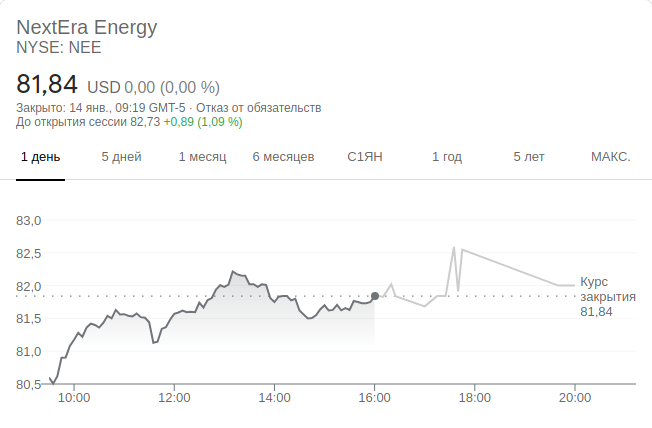 NextEra Energy
NYSE: NEE
81,84 USD 0,00 (0,00 %)
Закрыто: 14 янв., 09:19 GMT-5 · Отказ от обязательств
До открытия сессии 82,73 +0,89 (1,09 %)
1 день 5 дней 1 месяц 6 месяцев С1ЯН 1 год 5 лет МАКС.
83,0
82,5
82,0
81,5
81,0
80,5
Курс
закрытия
81,84
10:00 12:00 14:00 16:00 18:00 20:00